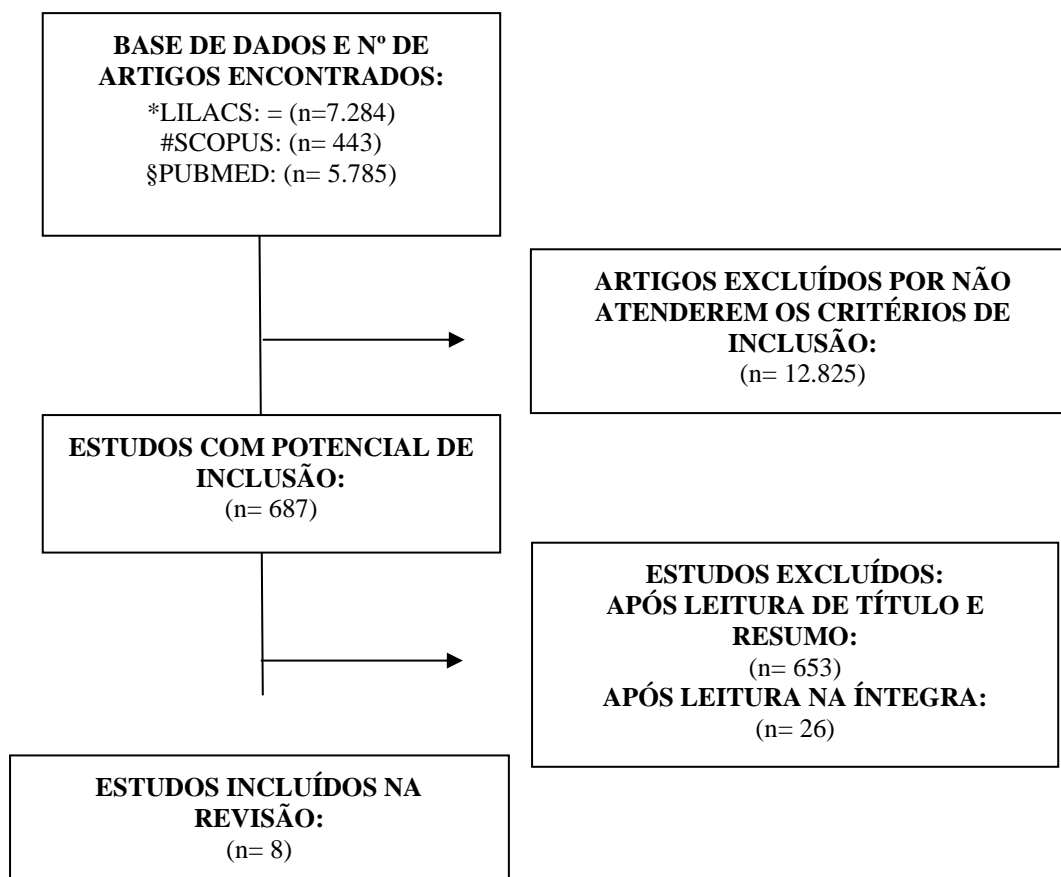 BASE DE DADOS E Nº DE
ARTIGOS ENCONTRADOS:
*LILACS: = (n=7.284)
#SCOPUS: (n= 443)
§PUBMED: (n= 5.785)
ARTIGOS EXCLUÍDOS POR NÃO
ATENDEREM OS CRITÉRIOS DE
INCLUSÃO:
(n= 12.825)
ESTUDOS COM POTENCIAL DE
INCLUSÃO:
(n= 687)
ESTUDOS EXCLUÍDOS:
APÓS LEITURA DE TÍTULO E
RESUMO:
(n= 653)
APÓS LEITURA NA ÍNTEGRA:
(n= 26)
ESTUDOS INCLUÍDOS NA
REVISÃO:
(n= 8)